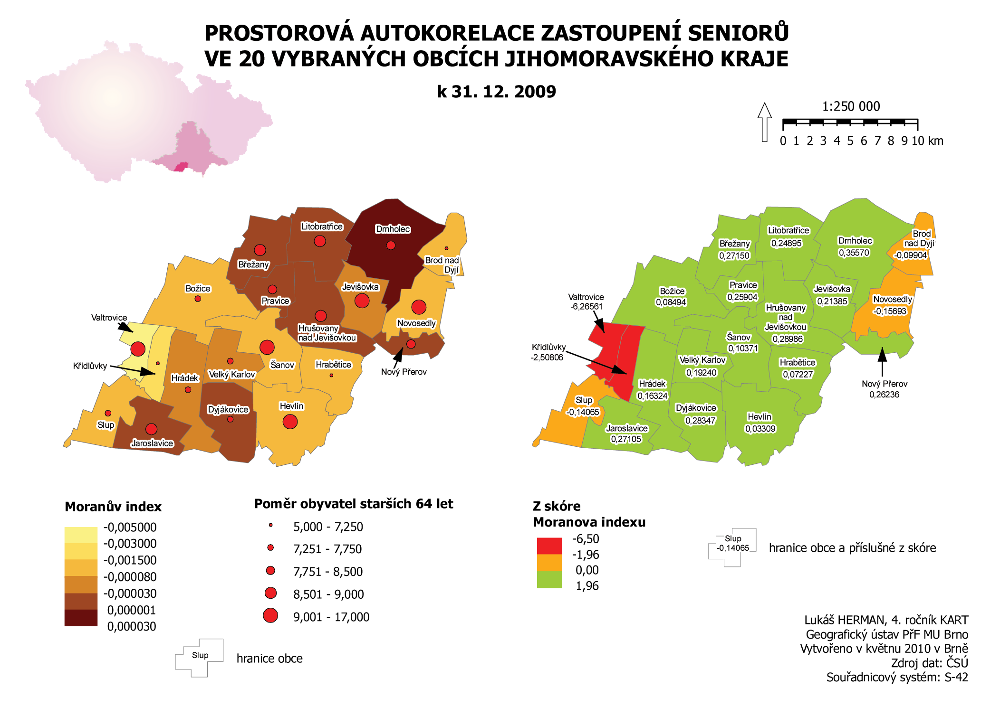 PROSTOROVÁ AUTOKORELACE ZASTOUPENÍ SENIORŮ
VE 20 VYBRANÝCH OBCÍCH JIHOMORAVSKÉHO KRAJE
k 31. 12. 2009
1:250 000
0 1 2 3 4 5 6 7 8 9 10 km
Litobratřice
Drnholec
Břežany
Brod nad
Dyjí
Božice
Pravice
Jevišovka
Valtrovice
Novosedly
Hrušovany
nad Jevišovkou
Křídlůvky
Šanov
Hrabětice
Nový Přerov
Hrádek
Velký Karlov
Slup
Dyjákovice
Hevlín
Jaroslavice
Litobratřice
0,24895
Drnholec
0,35570
Brod
nad Dyjí
-0,09904
Břežany
0,27150
Božice
0,08494
Pravice
0,25904
Jevišovka
0,21385
Valtrovice
-6,26561
Novosedly
-0,15693
Hrušovany
nad
Jevišovkou
0,28986
Křídlůvky
-2,50806
Šanov
0,10371
Velký Karlov
0,19240
Hrabětice
0,07227
Nový Přerov
0,26236
Hrádek
0,16324
Slup
-0,14065
Dyjákovice
0,28347
Hevlín
0,03309
Jaroslavice
0,27105
Moranův index
-0,005000
-0,003000
-0,001500
-0,000080
-0,000030
0,000001
0,000030
Poměr obyvatel starších 64 let
5,000 - 7,250
7,251 - 7,750
7,751 - 8,500
8,501 - 9,000
9,001 - 17,000
Slup
hranice obce
Z skóre
Moranova indexu
-6,50
-1,96
0,00
1,96
Slup
-0,14065
hranice obce a příslušné z skóre
Lukáš HERMAN, 4. ročník KART
Geografický ústav PřF MU Brno
Vytvořeno v květnu 2010 v Brně
Zdroj dat: ČSÚ
Souřadnicový systém: S-42